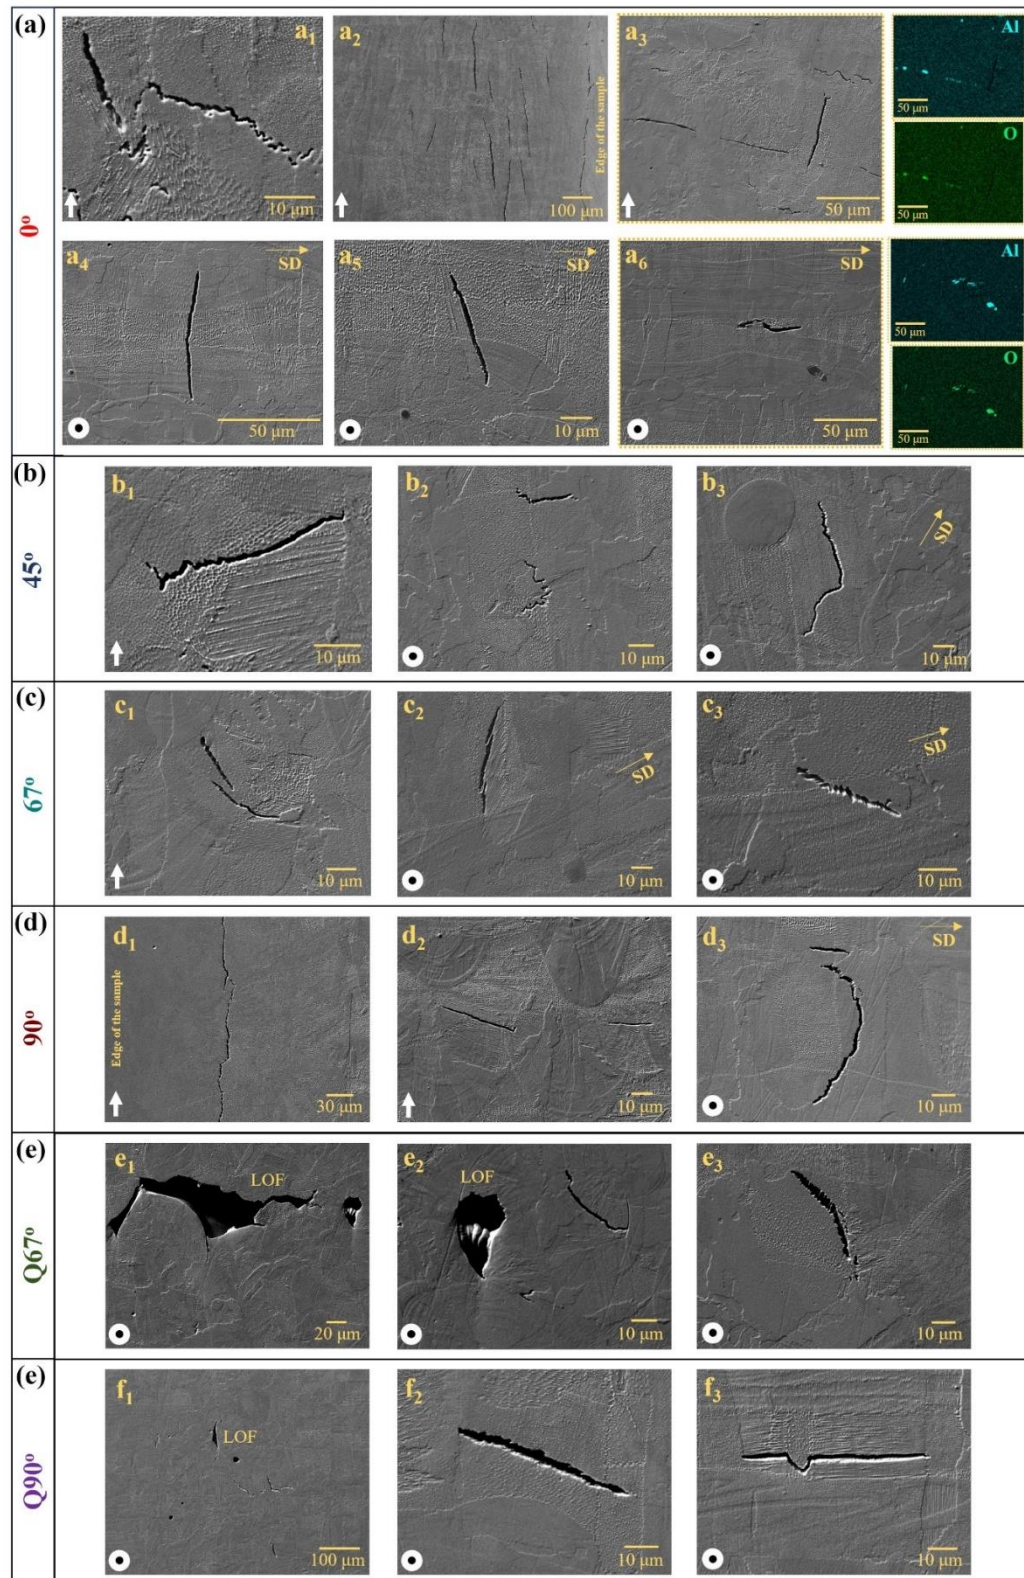 (a)
0°
a1
10 μm
a2
Edge of the sample
100 μm
a3
50 μm
Al
50 μm
O
50 μm
a4
SD
50 μm
a5
SD
10 μm
a6
SD
50 μm
Al
50 μm
O
50 μm
(b)
45°
b1
10 μm
b2
10 μm
b3
SD
10 μm
(c)
67°
c1
10 μm
c2
SD
10 μm
c3
SD
10 μm
(d)
90°
d1
Edge of the sample
30 μm
d2
10 μm
d3
SD
10 μm
(e)
Q67°
e1
LOF
20 μm
e2
LOF
10 μm
e3
10 μm
(e)
Q90°
f1
LOF
100 μm
f2
10 μm
f3
10 μm